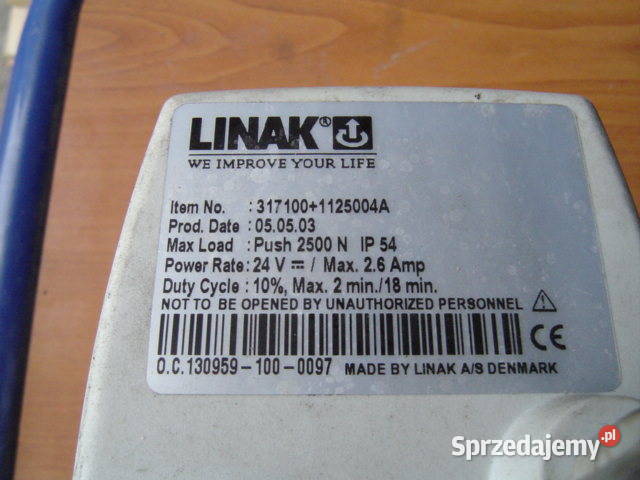 LINAK®
WE IMPROVE YOUR LIFE
Item No. : 317100+1125004A
Prod. Date : 05.05.03
Max Load : Push 2500 N IP 54
Power Rate: 24 V ⎓ / Max. 2.6 Amp
Duty Cycle : 10%, Max. 2 min./18 min.
NOT TO BE OPENED BY UNAUTHORIZED PERSONNEL
CE
O.C.130959-100-0097 MADE BY LINAK A/S DENMARK
Sprzedajemy.pl